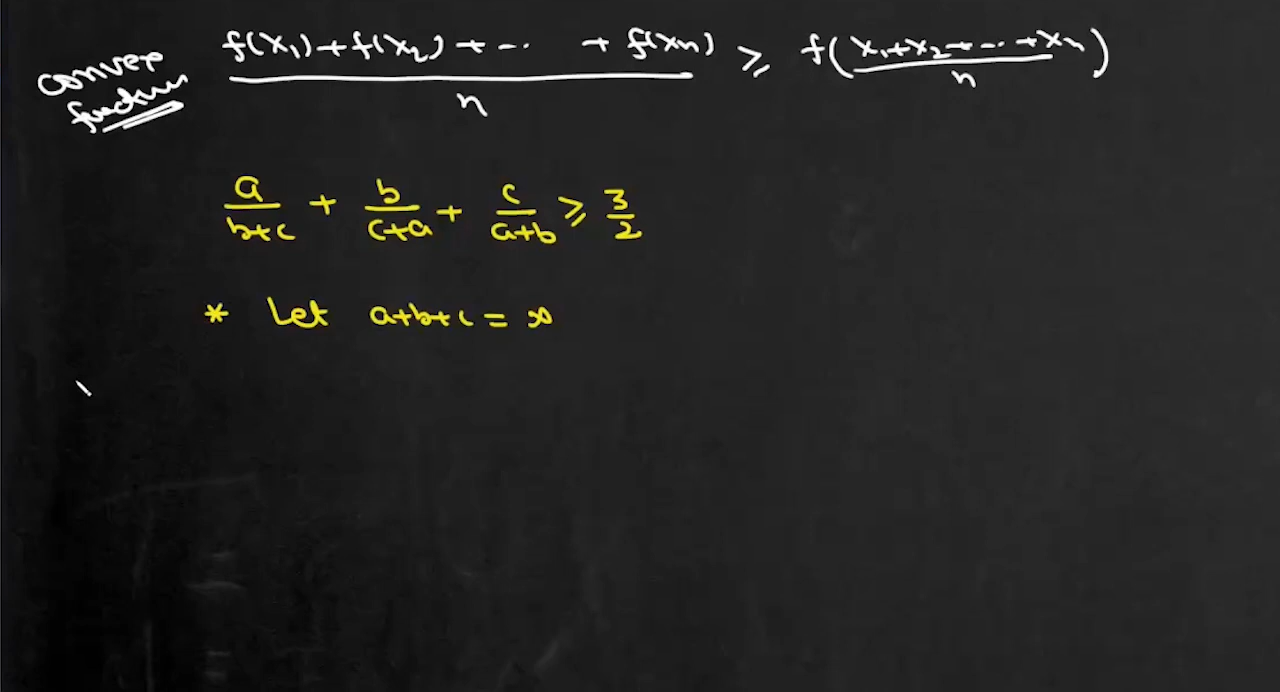 convex function
f(x₁)+f(x₂)+... + f(xn) / n ≥ f( x₁+x₂+...+xn / n )
a/b+c + b/c+a + c/a+b ≥ 3/2
* Let a+b+c =